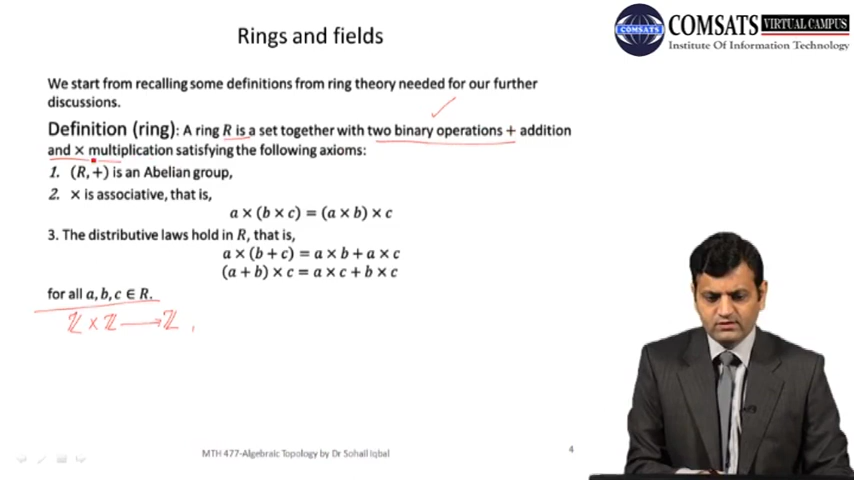 Rings and fields
COMSATS VIRTUAL CAMPUS
Institute Of Information Technology
COMSATS
We start from recalling some definitions from ring theory needed for our further
discussions.
Definition (ring): A ring R is a set together with two binary operations + addition
and × multiplication satisfying the following axioms:
1. (R,+) is an Abelian group,
2. × is associative, that is,
a × (b × c) = (a × b) × c
3. The distributive laws hold in R, that is,
a × (b + c) = a × b + a × c
(a + b) × c = a × c + b × c
for all a, b, c ∈ R.
ℤ × ℤ ⟶ ℤ ,
MTH 477-Algebraic Topology by Dr Sohail Iqbal
4